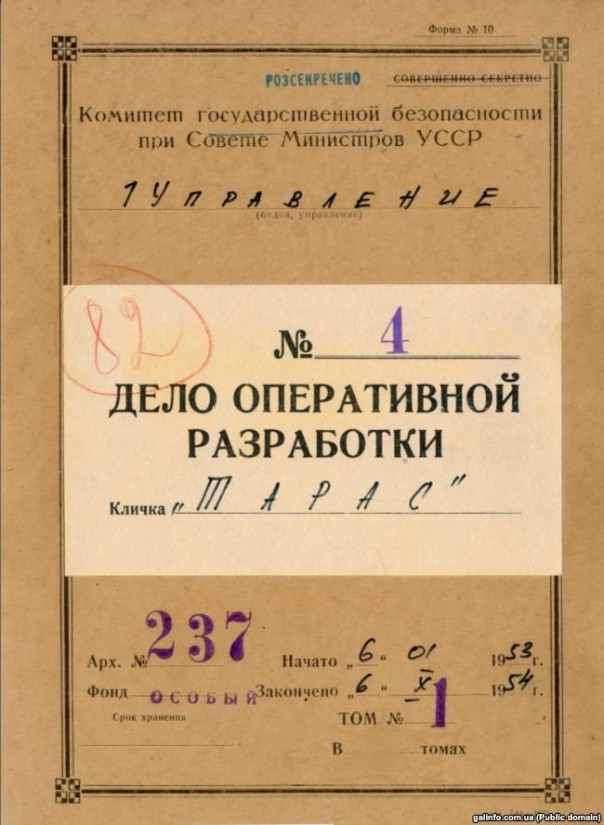 Форма № 10
РОЗСЕКРЕЧЕНО СОВЕРШЕННО СЕКРЕТНО
Комитет государственной безопасности
при Совете Министров УССР
1 Управление
(отдел, управление)
82
№ 4
ДЕЛО ОПЕРАТИВНОЙ
РАЗРАБОТКИ
Кличка „ТАРАС"
Арх. № 237 Начато „6" 01 1953 г.
Фонд ОСОБЫЙ Закончено „6" X 1954 г.
Срок хранения ТОМ № 1
В томах
galinfo.com.ua (Public domain)